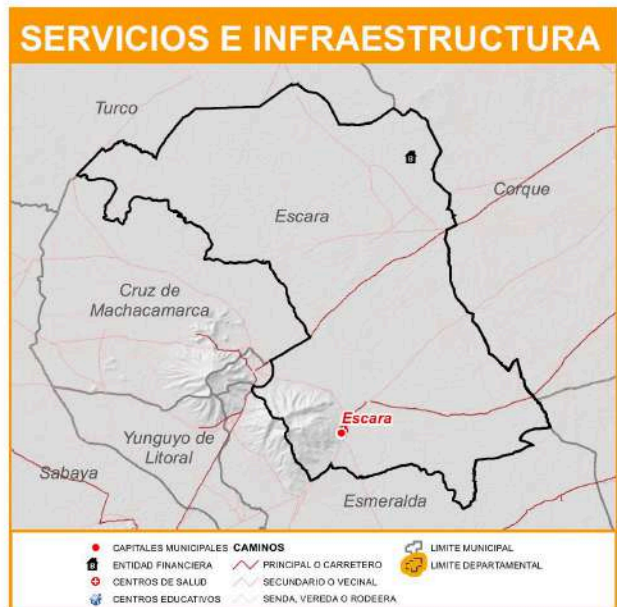 SERVICIOS E INFRAESTRUCTURA
Turco
Corque
Escara
Cruz de
Machacamarca
Escara
Yunguyo de
Litoral
Sabaya
Esmeralda
CAPITALES MUNICIPALES
ENTIDAD FINANCIERA
CENTROS DE SALUD
CENTROS EDUCATIVOS
CAMINOS
PRINCIPAL O CARRETERO
SECUNDARIO O VECINAL
SENDA, VEREDA O RODEERA
LIMITE MUNICIPAL
LIMITE DEPARTAMENTAL